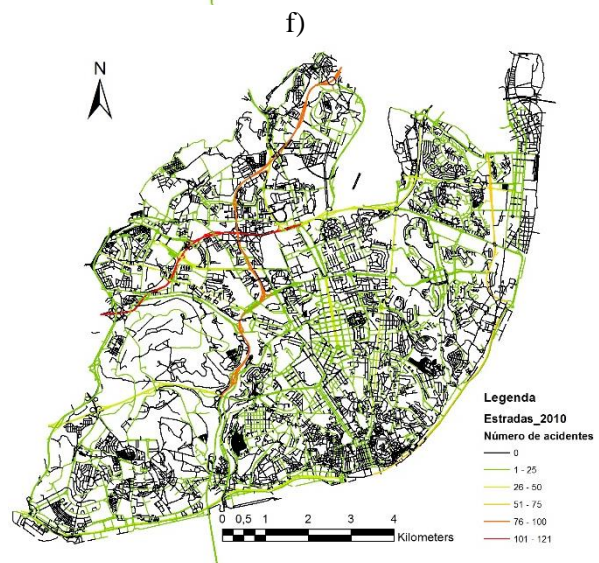 f)
N
Legenda
Estradas_2010
Número de acidentes
0
1 - 25
26 - 50
51 - 75
76 - 100
101 - 121
0 0,5 1 2 3 4
Kilometers